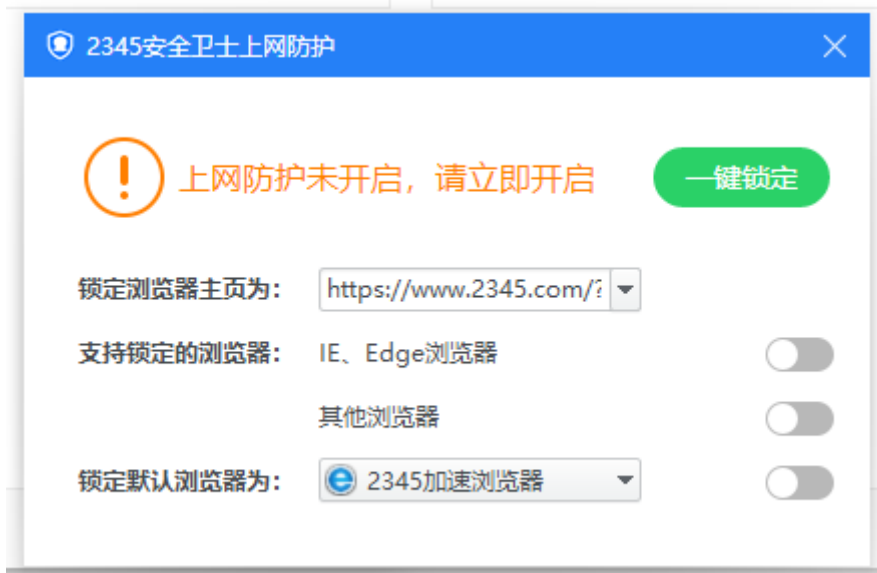 2345安全卫士上网防护
上网防护未开启，请立即开启
一键锁定
锁定浏览器主页为：
https://www.2345.com/?
支持锁定的浏览器：
IE、Edge浏览器
其他浏览器
锁定默认浏览器为：
2345加速浏览器